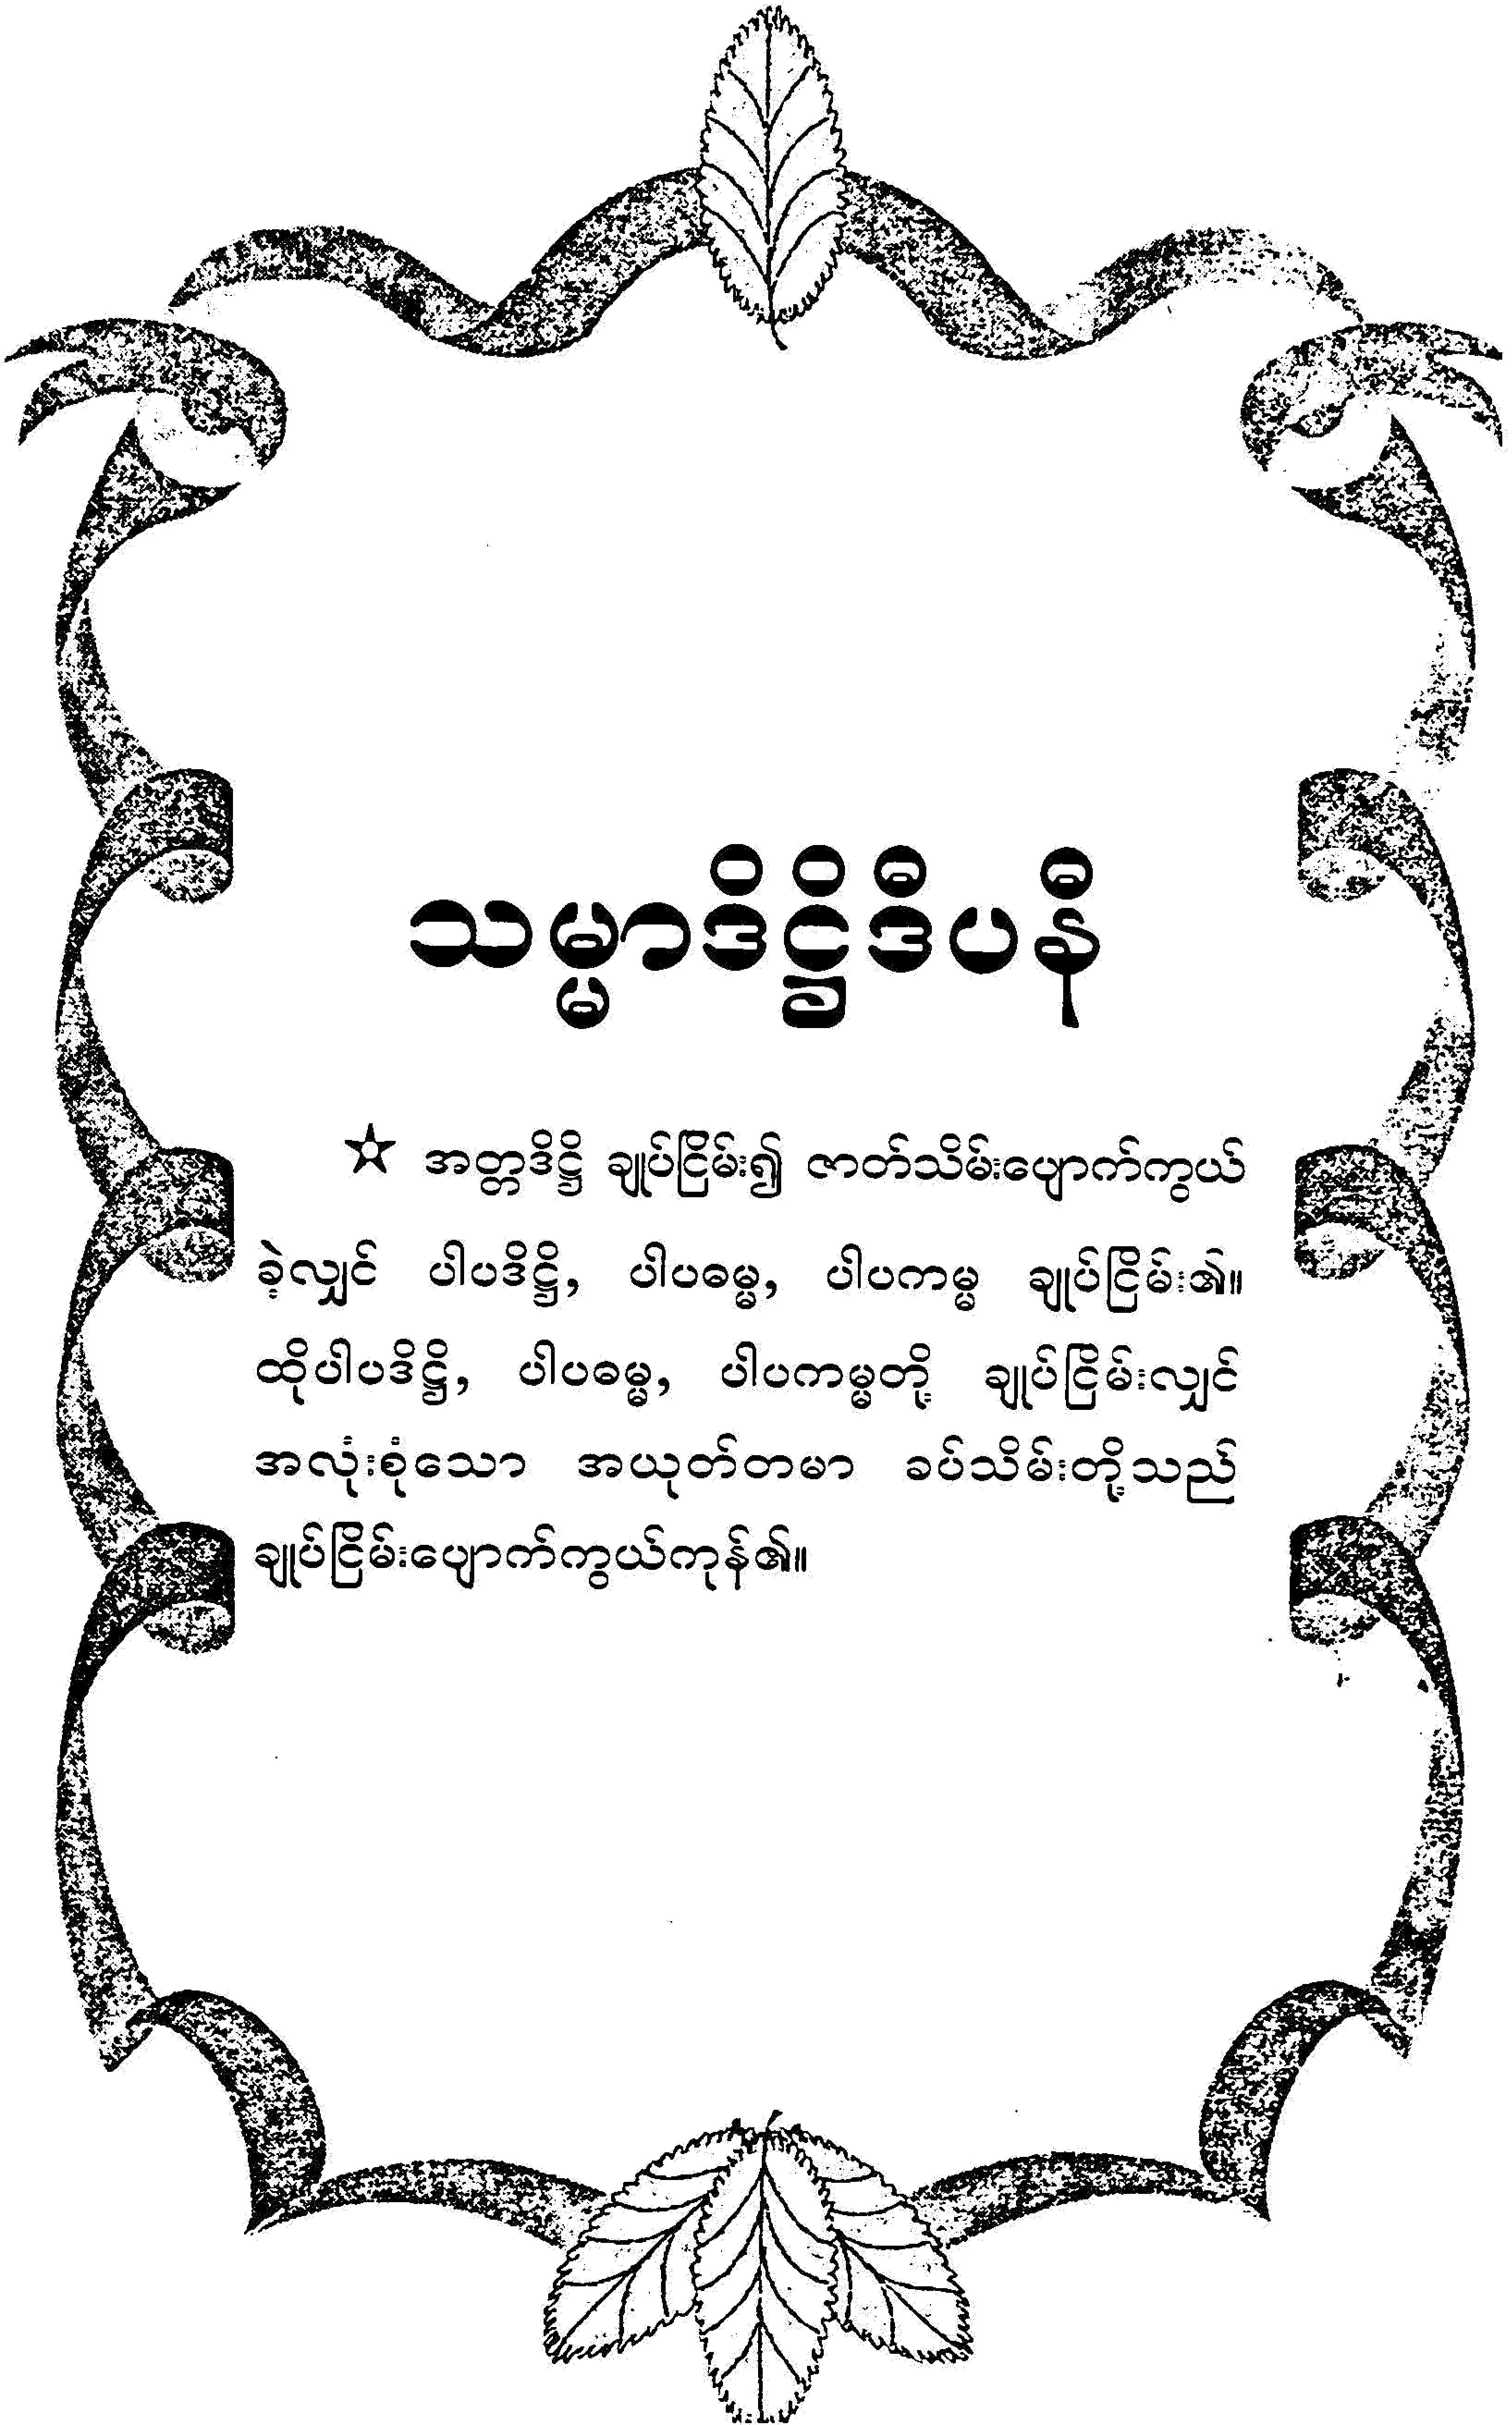 သမ္မာဒိဋ္ဌိဒီပနီ
☆ အတ္တဒိဋ္ဌိ ချုပ်ငြိမ်း၍ ဇာတ်သိမ်းပျောက်ကွယ်
ခဲ့လျှင် ပါပဒိဋ္ဌိ, ပါပဓမ္မ, ပါပကမ္မ ချုပ်ငြိမ်း၏။
ထိုပါပဒိဋ္ဌိ, ပါပဓမ္မ, ပါပကမ္မတို့ ချုပ်ငြိမ်းလျှင်
အလုံးစုံသော အယုတ်တမာ ခပ်သိမ်းတို့သည်
ချုပ်ငြိမ်းပျောက်ကွယ်ကုန်၏။